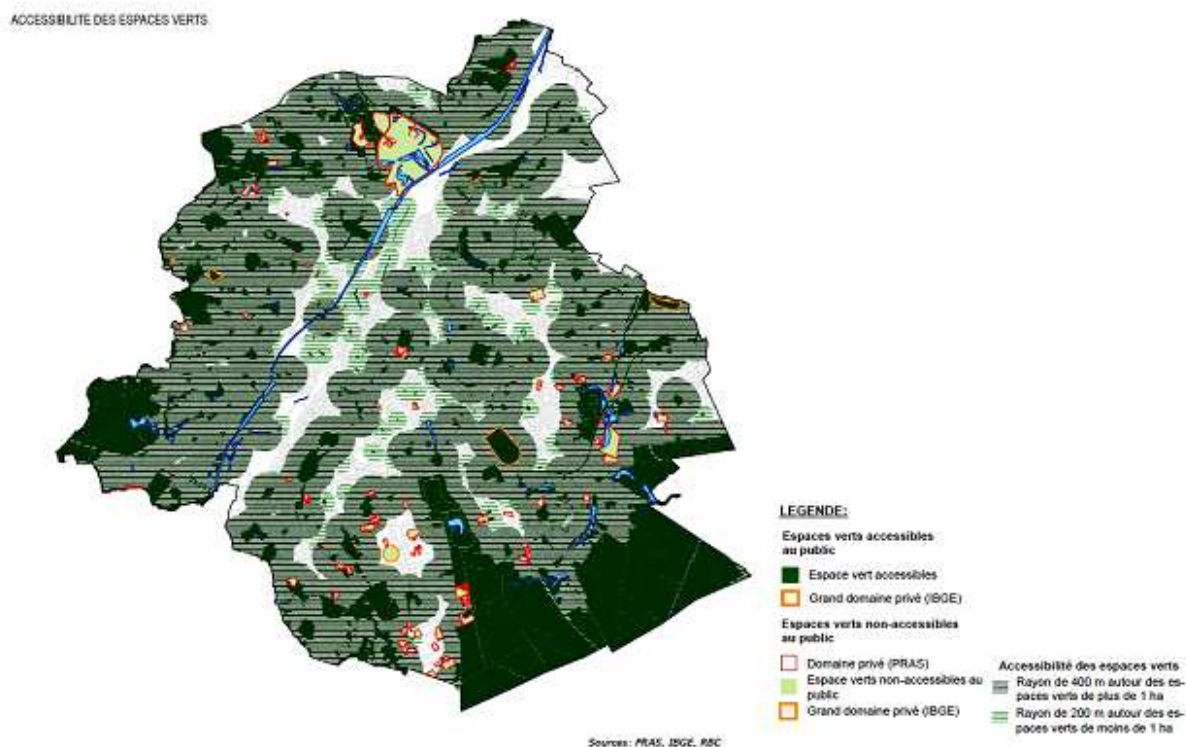 ACCESSIBILITE DES ESPACES VERTS
LEGENDE:
Espaces verts accessibles
au public
Espace vert accessibles
Grand domaine privé (IBGE)
Espaces verts non-accessibles
au public
Domaine privé (PRAS)
Espace verts non-accessibles au
public
Grand domaine privé (IBGE)
Accessibilité des espaces verts
Rayon de 400 m autour des es-
paces verts de plus de 1 ha
Rayon de 200 m autour des es-
paces verts de moins de 1 ha
Sources: PRAS, IBGE, RBC